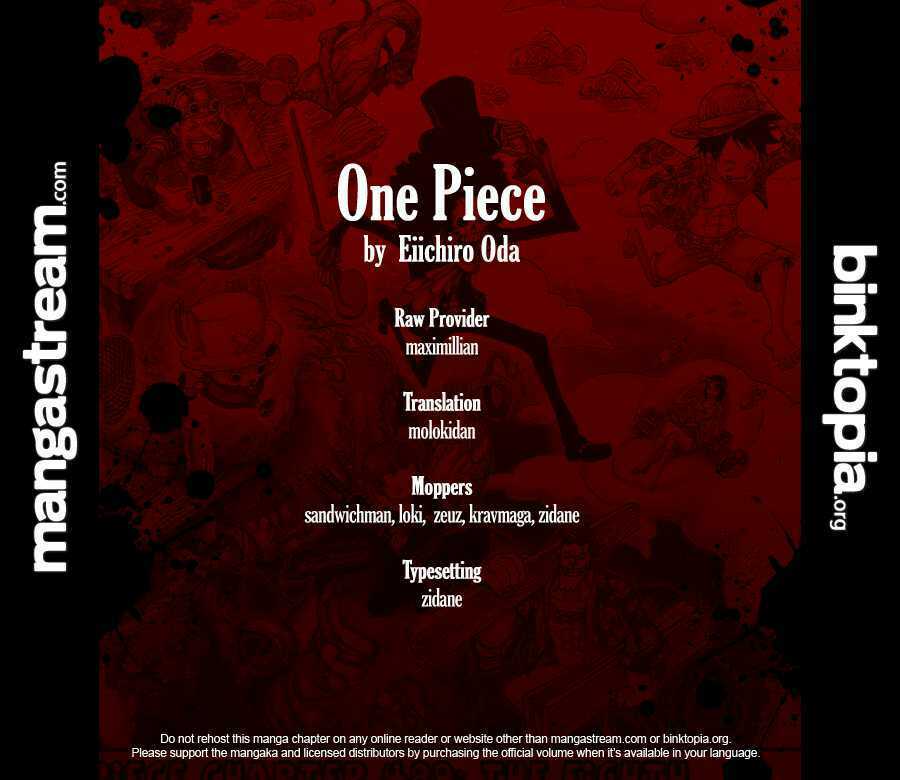 mangastream.com
One Piece
by Eiichiro Oda
Raw Provider
maximillian
Translation
molokidan
Moppers
sandwichman, loki, zeuz, kravmaga, zidane
Typesetting
zidane
binktopia.org
Do not rehost this manga chapter on any online reader or website other than mangastream.com or binktopia.org.
Please support the mangaka and licensed distributors by purchasing the official volume when it's available in your language.